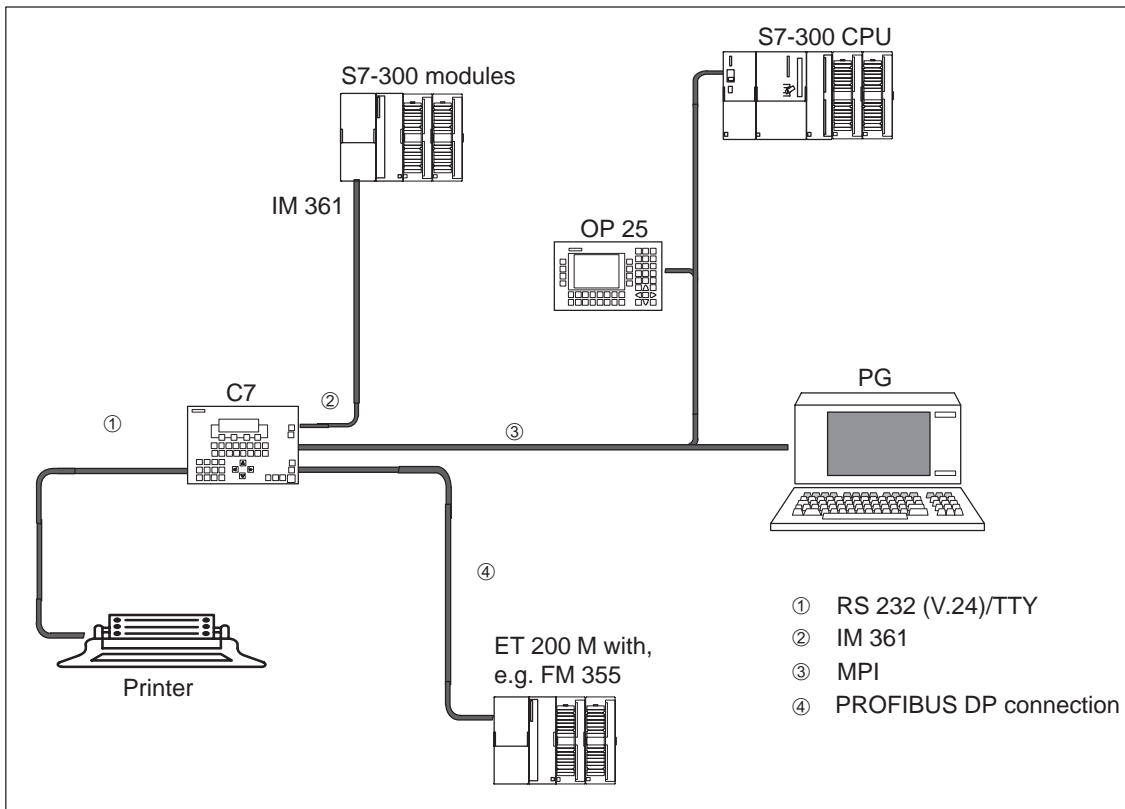 S7-300 CPU
S7-300 modules
IM 361
OP 25
C7
PG
①
②
③
④
Printer
ET 200 M with,
e.g. FM 355
① RS 232 (V.24)/TTY
② IM 361
③ MPI
④ PROFIBUS DP connection